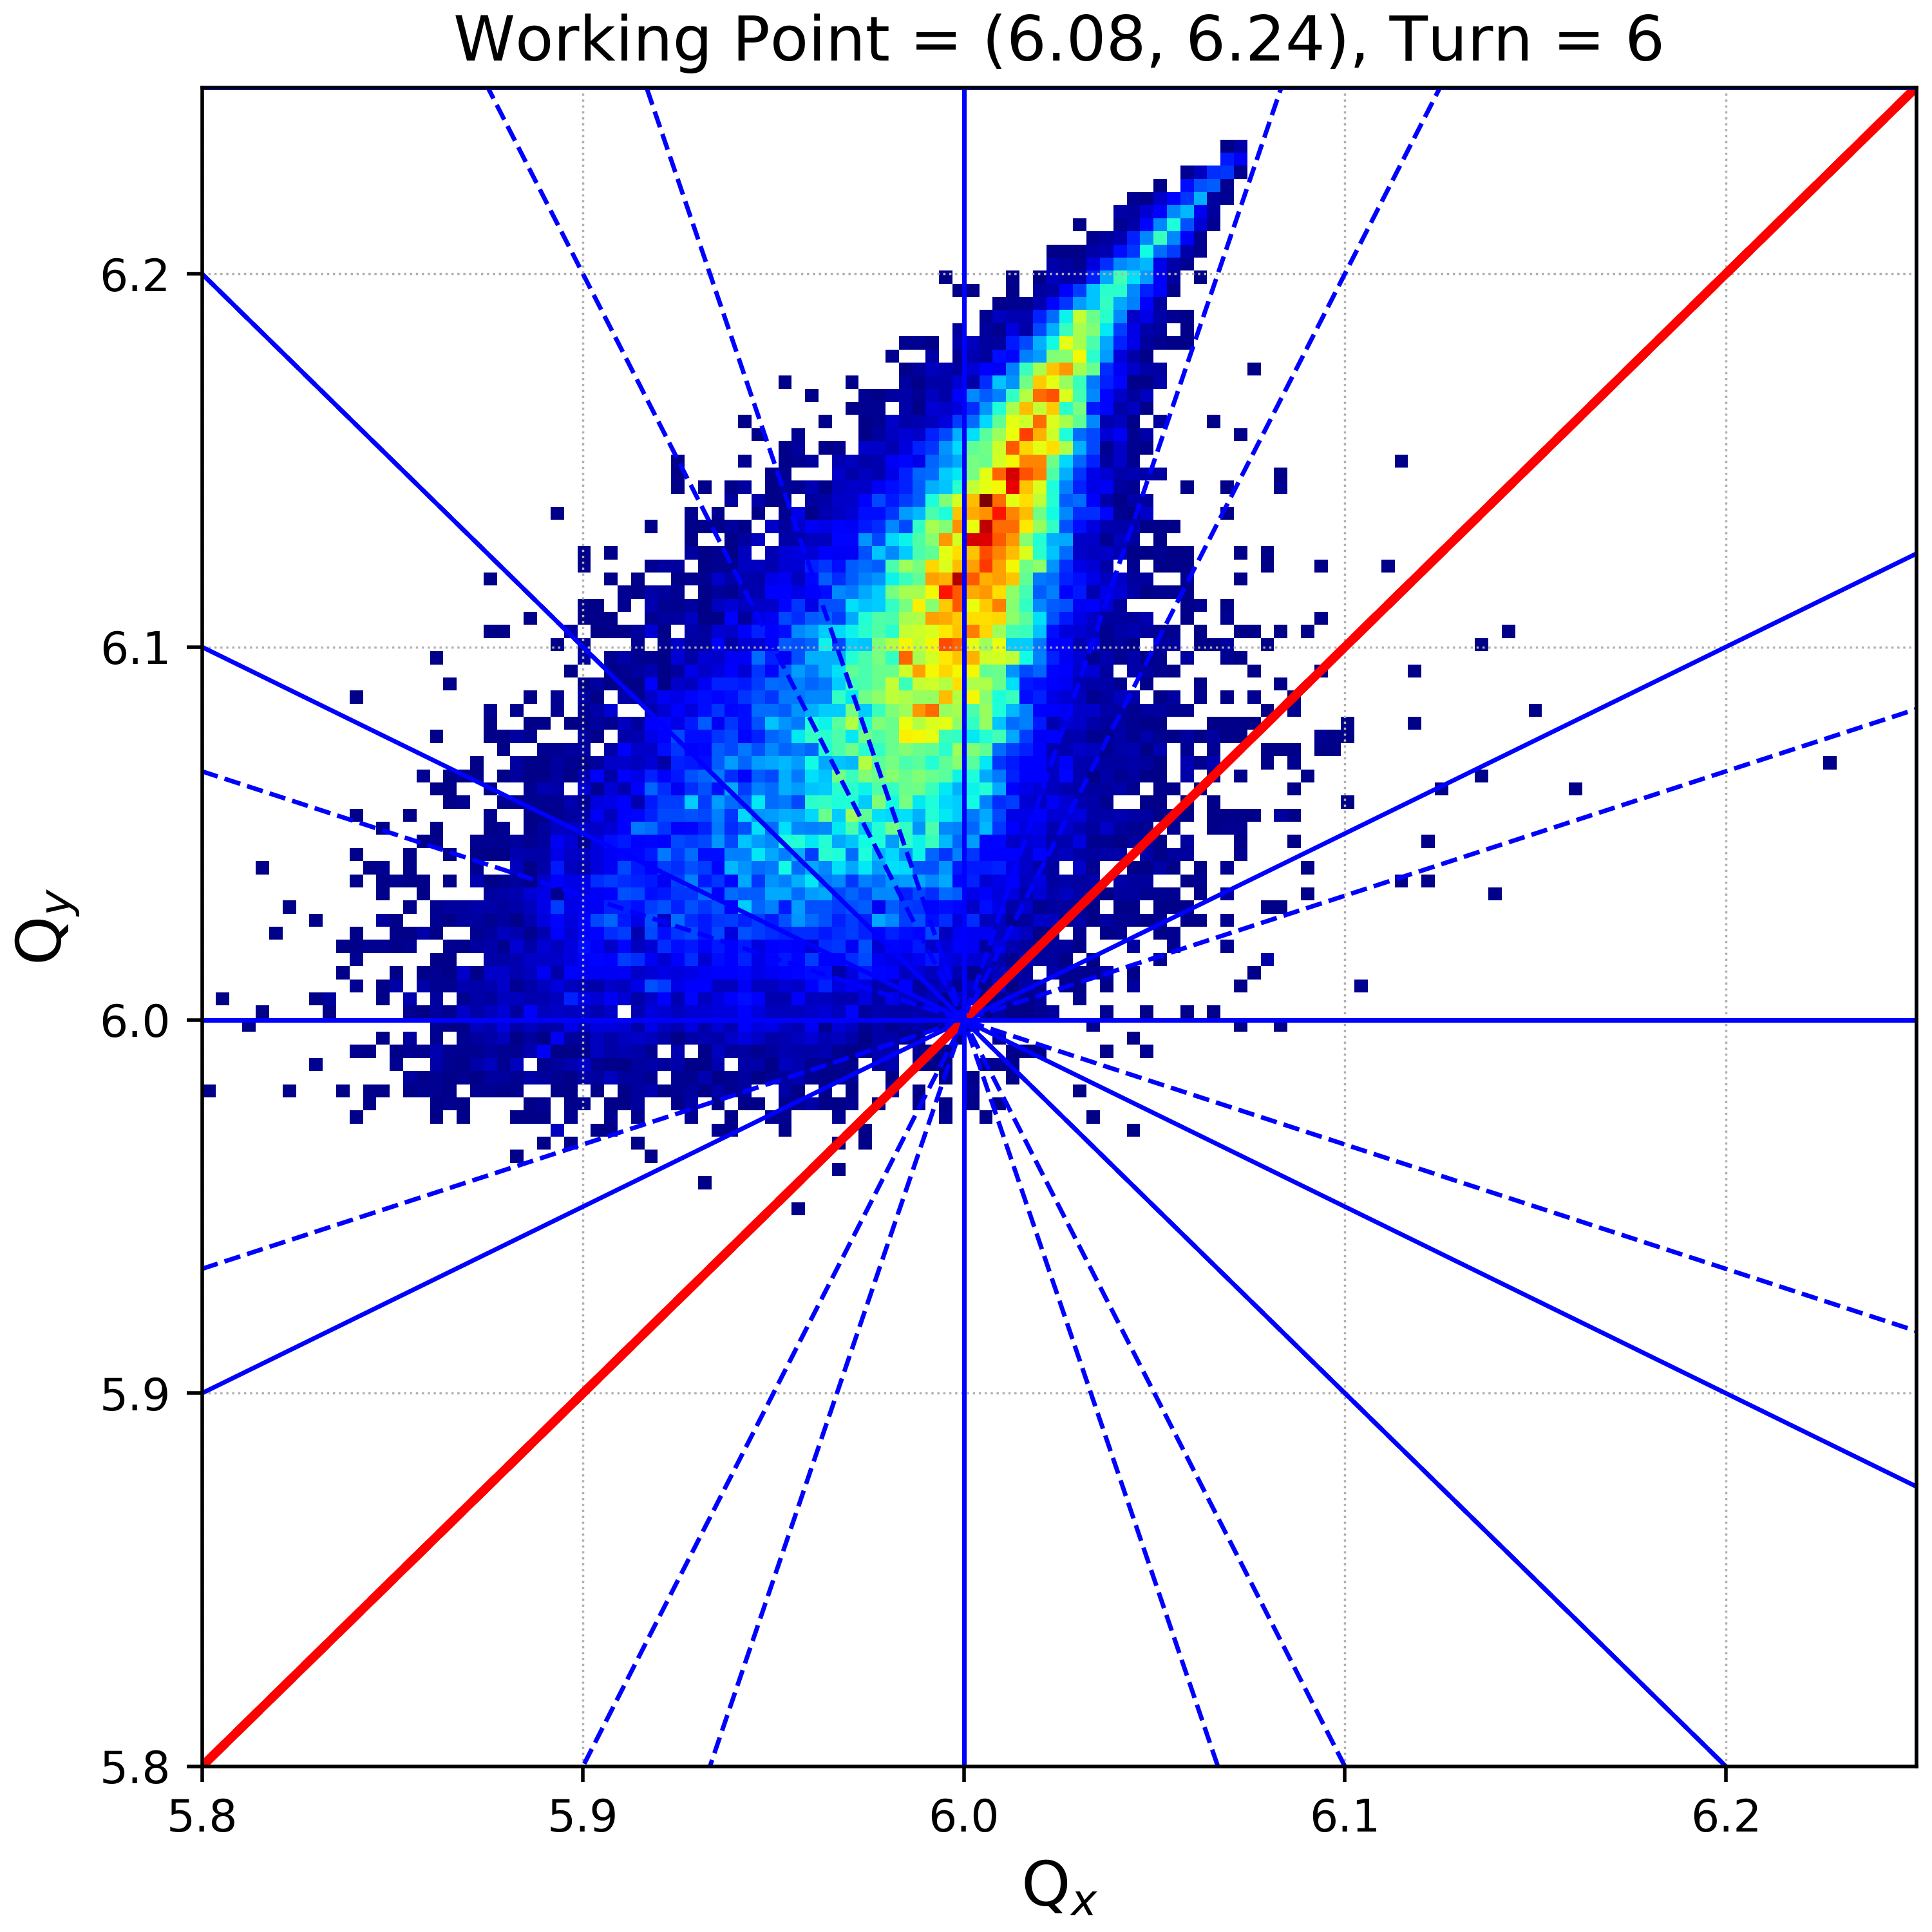 Working Point = (6.08, 6.24), Turn = 6
6.2
6.1
6.0
5.9
5.8
Qy
5.8 5.9 6.0 6.1 6.2
Qx